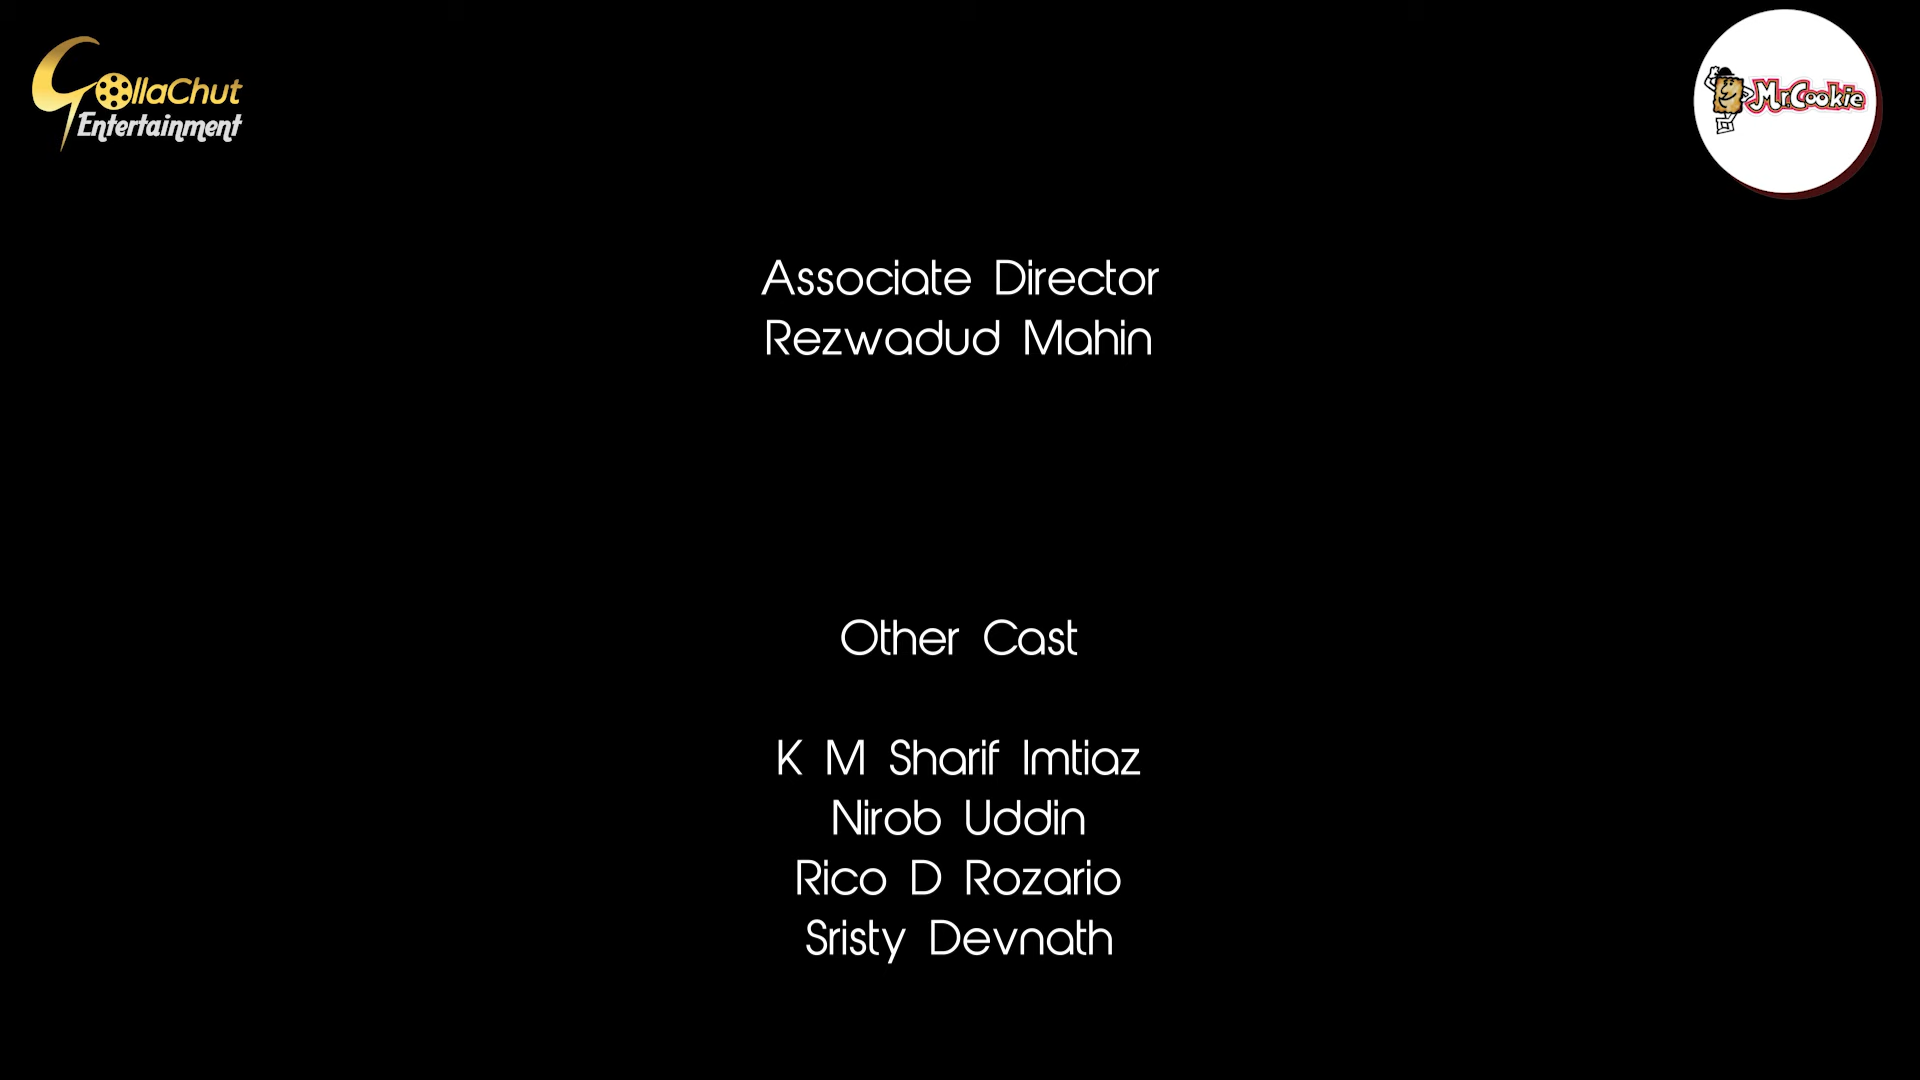 GollaChut
Entertainment
Mr.Cookie
Associate Director
Rezwadud Mahin
Other Cast
K M Sharif Imtiaz
Nirob Uddin
Rico D Rozario
Sristy Devnath